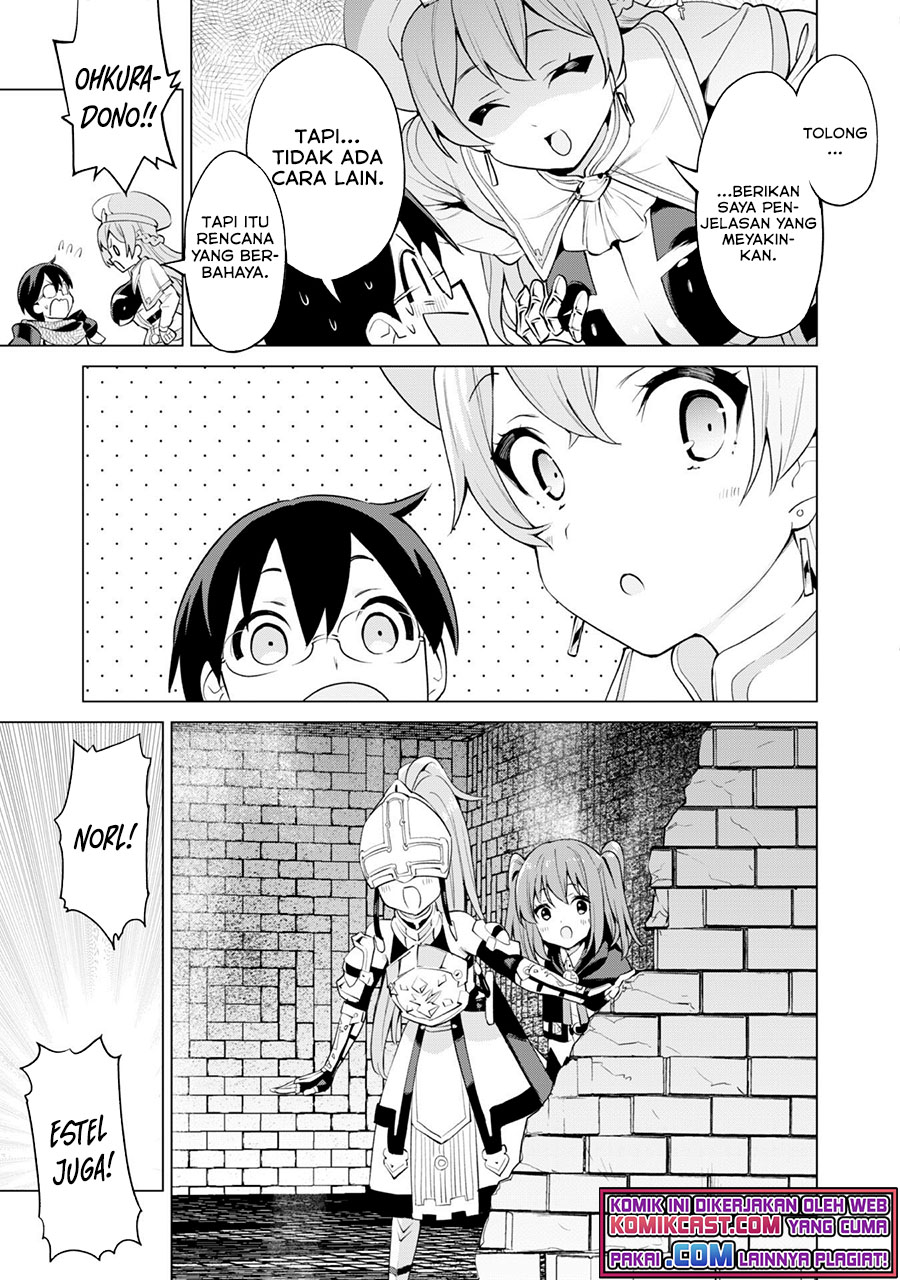 TOLONG
...
...BERIKAN
SAYA PEN-
JELASAN YANG
MEYAKIN-
KAN.
TAPI...
TIDAK ADA
CARA LAIN.
TAPI ITU
RENCANA
YANG BER-
BAHAYA.
OHKURA-
DONO!!
NORL!
ESTEL
JUGA!
KOMIK INI DIKERJAKAN OLEH WEB
KOMIKCAST.COM YANG CUMA
PAKAI .COM LAINNYA PLAGIAT!